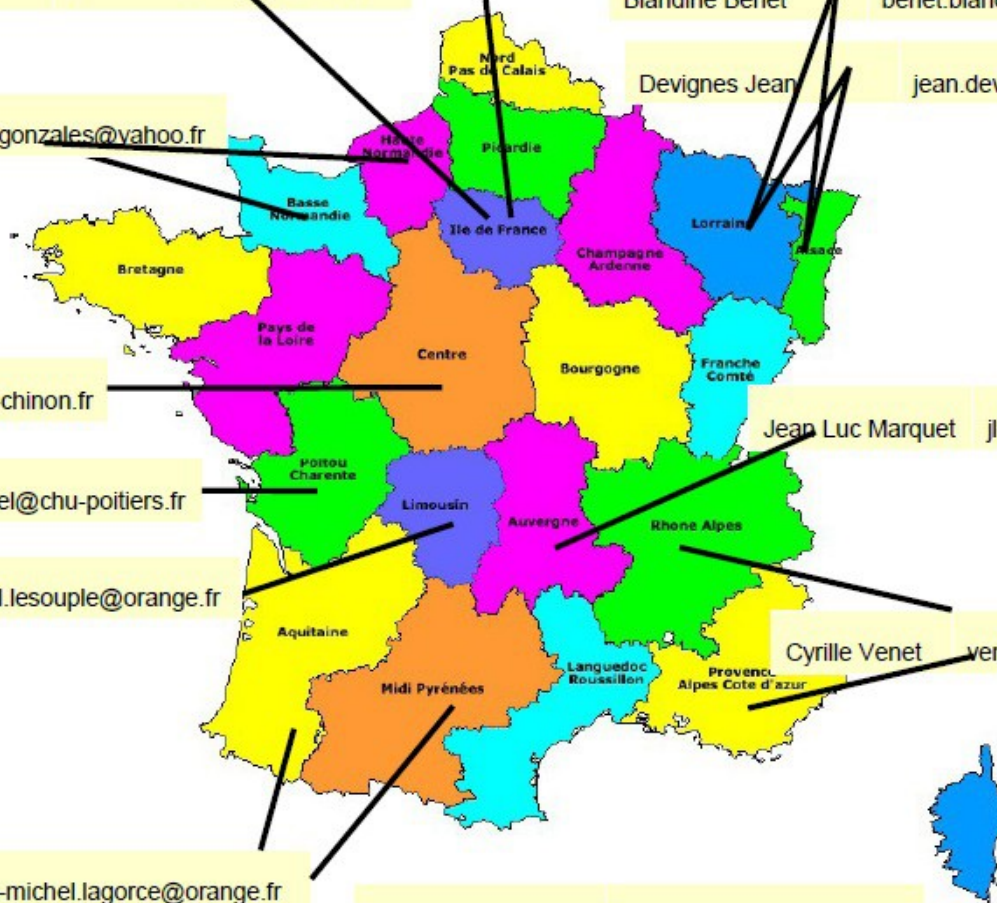 Blandine Benet
Nord
Pas de Calais
Devignes Jean
jean.dev
gonzales@yahoo.fr
Haute
Normandie
Picardie
Basse
Normandie
Ile de France
Lorraine
Champagne
Ardenne
Alsace
Bretagne
Pays de
la Loire
Centre
Bourgogne
Franche
Comté
chinon.fr
Jean Luc Marquet
jl
Poitou
Charente
el@chu-poitiers.fr
Limousin
Auvergne
Rhone Alpes
l.lesouple@orange.fr
Aquitaine
Languedoc
Roussillon
Cyrille Venet
ver
Provence
Alpes Cote d'azur
Midi Pyrénées
-michel.lagorce@orange.fr